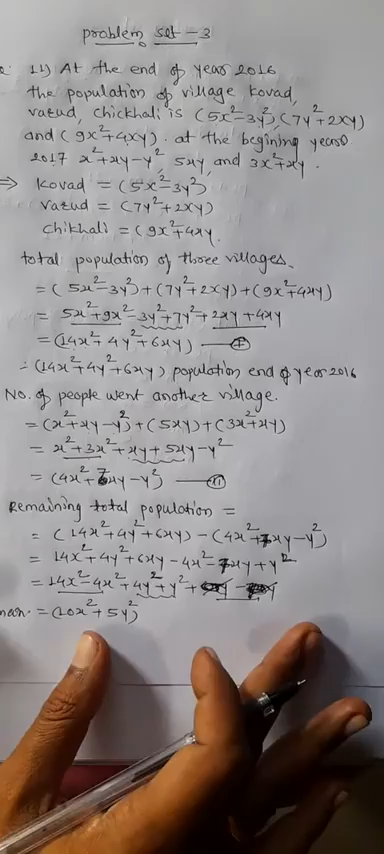 problem set - 3
11) At the end of year 2016
the population of village kovad,
vazud, chickhali is (5x²-3y²), (7y²+2xy)
and (9x²+4xy). at the begining years
2017 x²+xy-y², 5xy, and 3x²+xy.
⇒ kovad = (5x²-3y²)
vazud = (7y²+2xy)
chikhali = (9x²+4xy.
total population of three villages.
= (5x²-3y²)+(7y²+2xy)+(9x²+4xy)
= 5x²+9x²-3y²+7y²+2xy+4xy
= (14x²+4y²+6xy) — (I)
∴ (14x²+4y²+6xy) population end of year 2016
No. of people went another village.
= (x²+xy-y²)+(5xy)+(3x²+xy)
= x²+3x²+xy+5xy-y²
= (4x²+7xy-y²) — (II)
Remaining total population =
= (14x²+4y²+6xy)-(4x²+7xy-y²)
= 14x²+4y²+6xy-4x²-7xy+y²
= 14x²-4x²+4y²+y²+
= (10x²+5y²)